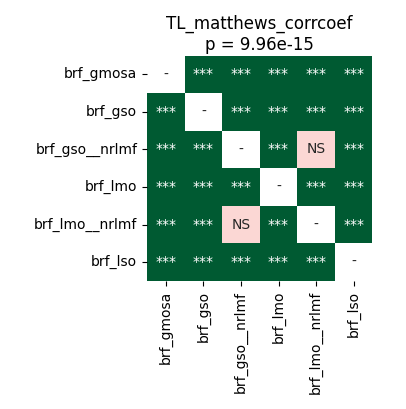 TL_matthews_corrcoef
p = 9.96e-15
brf_gmosa - *** *** *** *** ***
brf_gso *** - *** *** *** ***
brf_gso__nrlmf *** *** - *** NS ***
brf_lmo *** *** *** - *** ***
brf_lmo__nrlmf *** *** NS *** - ***
brf_lso *** *** *** *** *** -
brf_gmosa
brf_gso
brf_gso__nrlmf
brf_lmo
brf_lmo__nrlmf
brf_lso